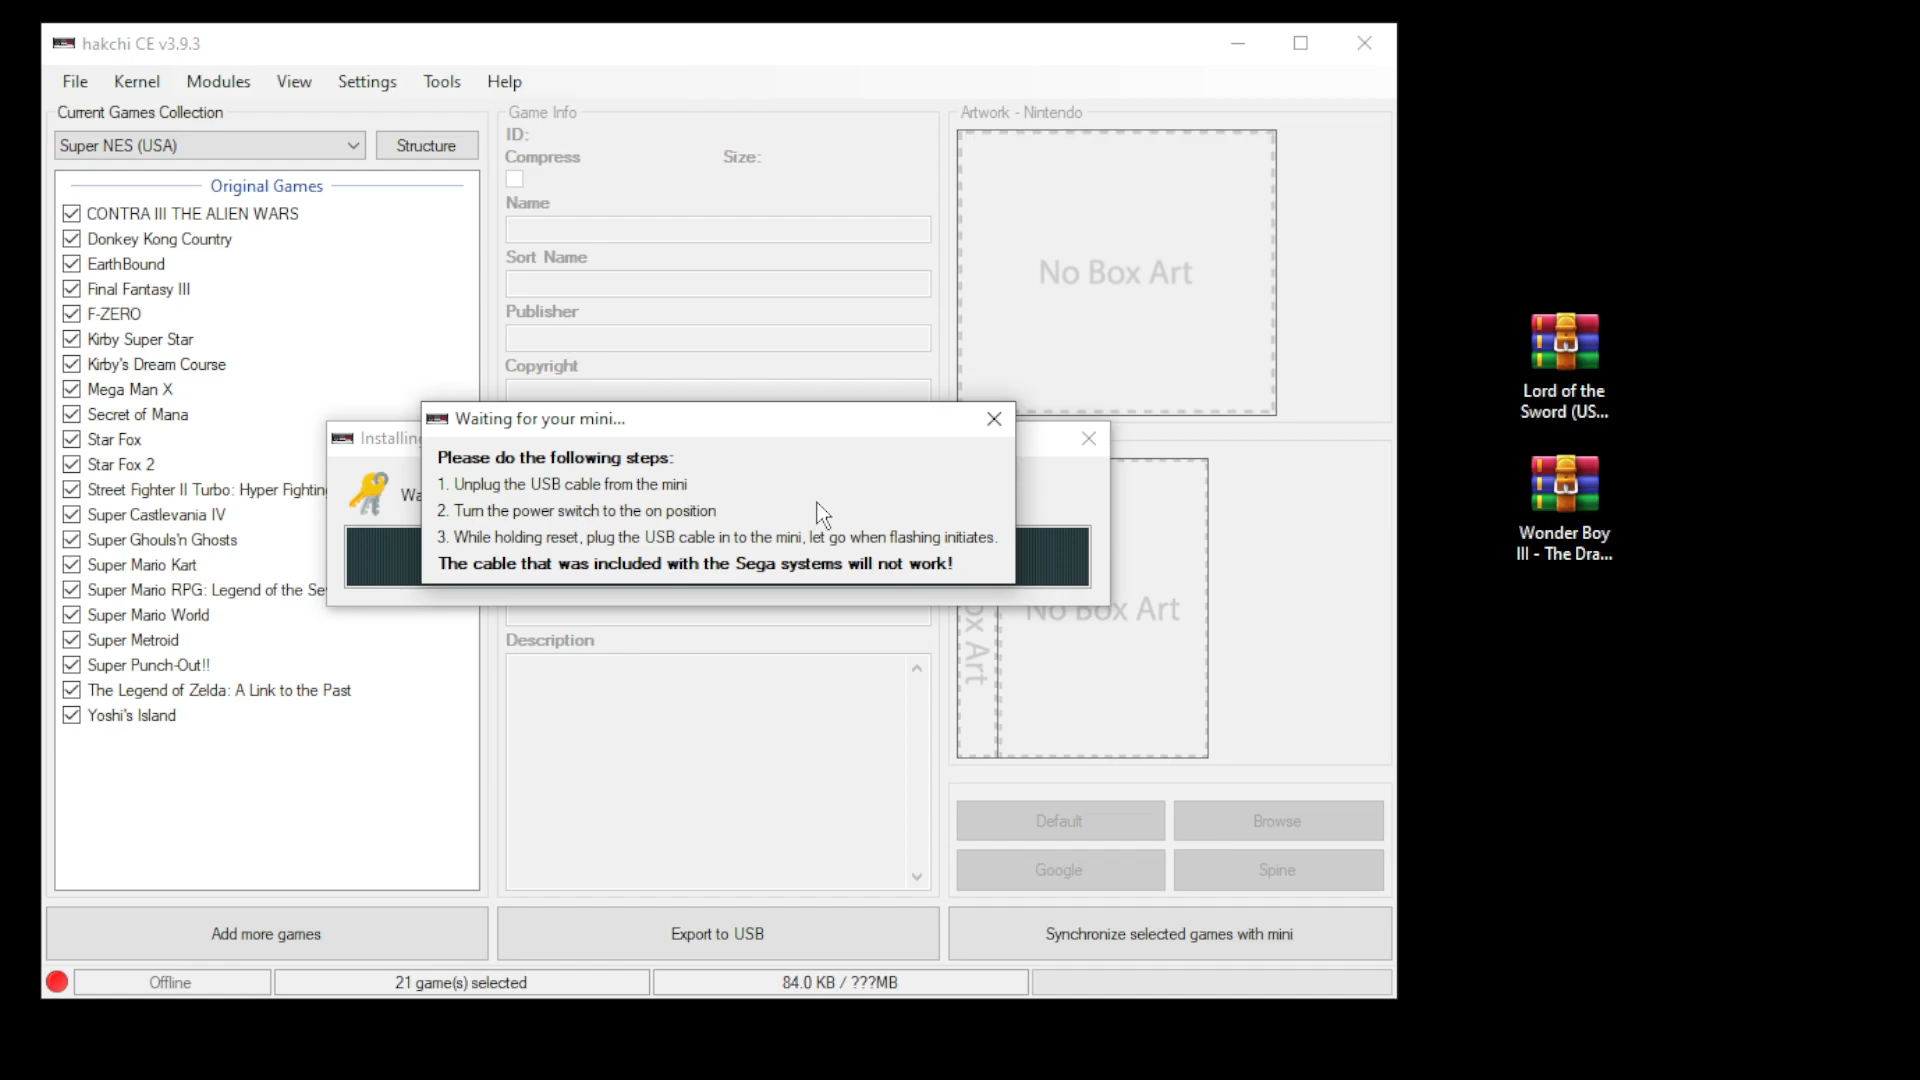 hakchi CE v3.9.3
File Kernel Modules View Settings Tools Help
Current Games Collection
Super NES (USA)
Structure
Original Games
CONTRA III THE ALIEN WARS
Donkey Kong Country
EarthBound
Final Fantasy III
F-ZERO
Kirby Super Star
Kirby's Dream Course
Mega Man X
Secret of Mana
Star Fox
Star Fox 2
Street Fighter II Turbo: Hyper Fighting
Super Castlevania IV
Super Ghouls'n Ghosts
Super Mario Kart
Super Mario RPG: Legend of the
Super Mario World
Super Metroid
Super Punch-Out!!
The Legend of Zelda: A Link to the Past
Yoshi's Island
Game Info
ID:
Compress Size:
Name
Sort Name
Publisher
Copyright
Description
Artwork - Nintendo
No Box Art
Installing
Waiting for your mini...
Please do the following steps:
1. Unplug the USB cable from the mini
2. Turn the power switch to the on position
3. While holding reset, plug the USB cable in to the mini, let go when flashing initiates.
The cable that was included with the Sega systems will not work!
No Box Art
Art
Default
Browse
Google
Spine
Add more games
Export to USB
Synchronize selected games with mini
Offline
21 game(s) selected
84.0 KB / ???MB
Lord of the
Sword (US...
Wonder Boy
III - The Dra...